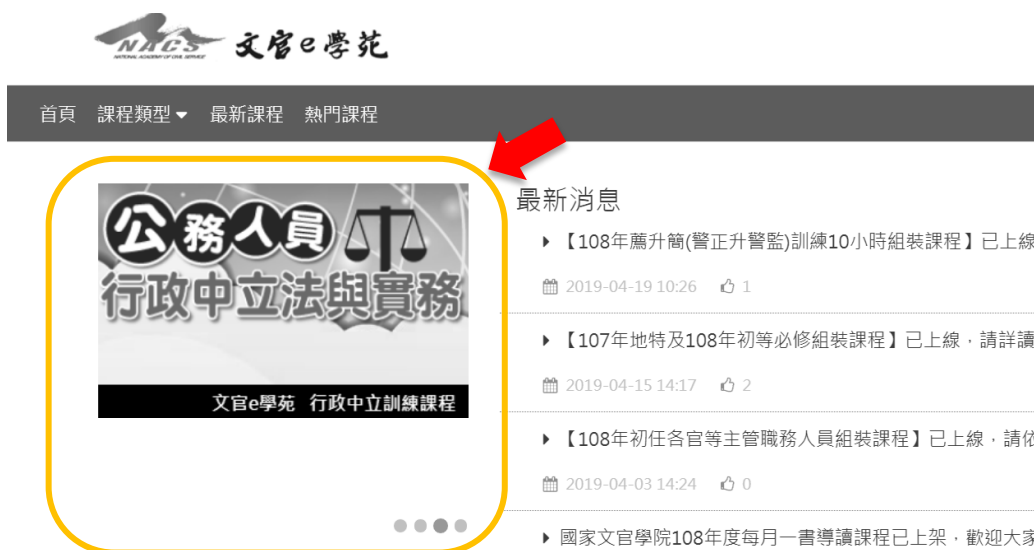 NACS
NATIONAL ACADEMY OF CIVIL SERVICE
文官e學苑
首頁 課程類型 最新課程 熱門課程
公務人員
行政中立法與實務
文官e學苑 行政中立訓練課程
最新消息
【108年薦升簡(警正升警監)訓練10小時組裝課程】已上線
2019-04-19 10:26 1
【107年地特及108年初等必修組裝課程】已上線，請詳讀
2019-04-15 14:17 2
【108年初任各官等主管職務人員組裝課程】已上線，請依
2019-04-03 14:24 0
國家文官學院108年度每月一書導讀課程已上架，歡迎大家